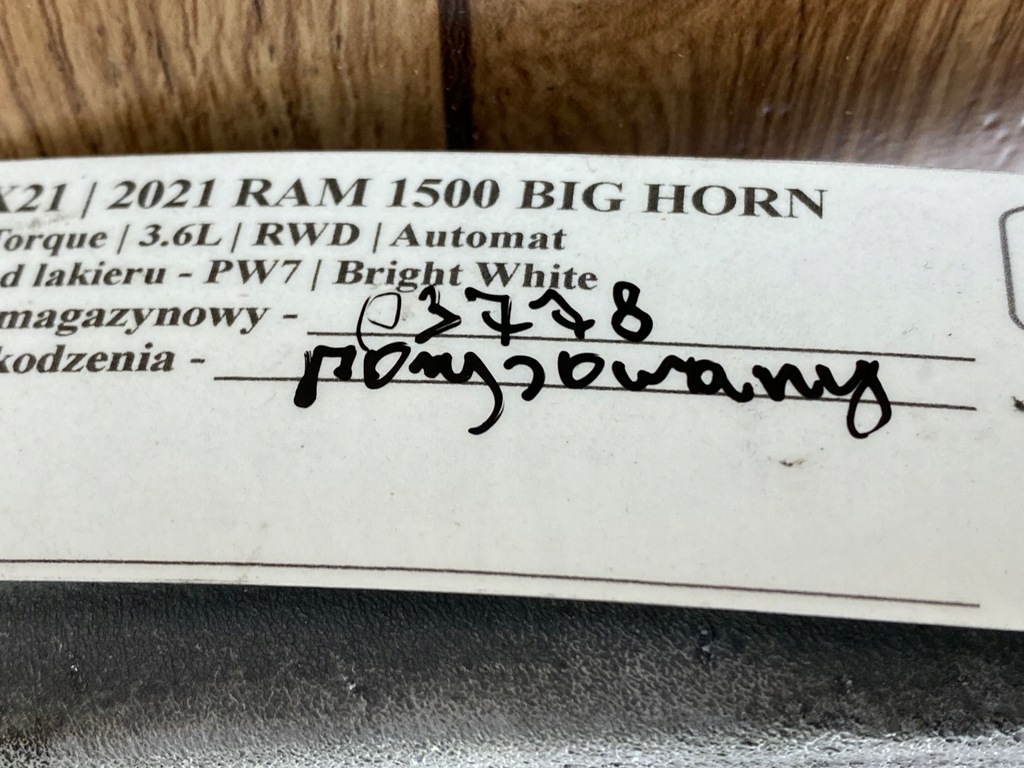 X21 | 2021 RAM 1500 BIG HORN
Torque | 3.6L | RWD | Automat
d lakieru - PW7 | Bright White
magazynowy - 03778
kodzenia - porysowany